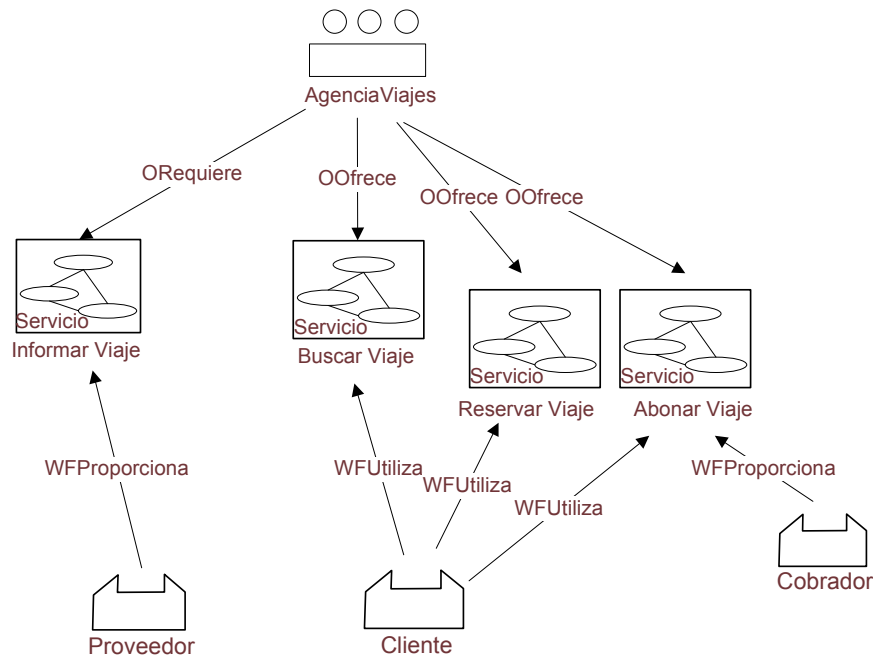 AgenciaViajes
ORequiere
OOfrece
OOfrece OOfrece
Servicio
Informar Viaje
Servicio
Buscar Viaje
Servicio
Reservar Viaje
Servicio
Abonar Viaje
WFProporciona
WFUtiliza
WFUtiliza
WFUtiliza
WFProporciona
Proveedor
Cliente
Cobrador